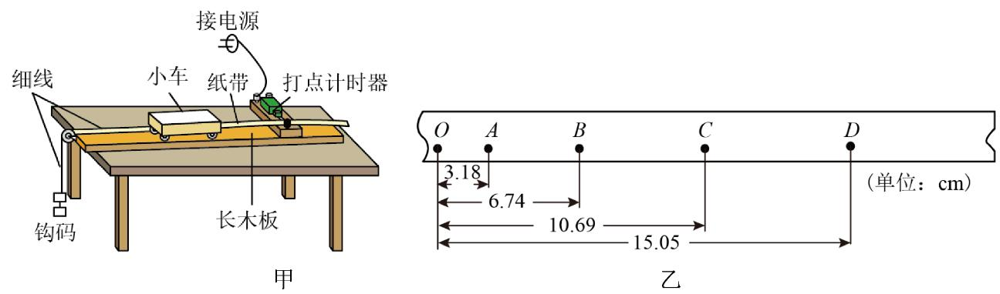 接电源
细线
小车
纸带
打点计时器
钩码
长木板
甲
O A B C D
3.18
(单位：cm)
6.74
10.69
15.05
乙